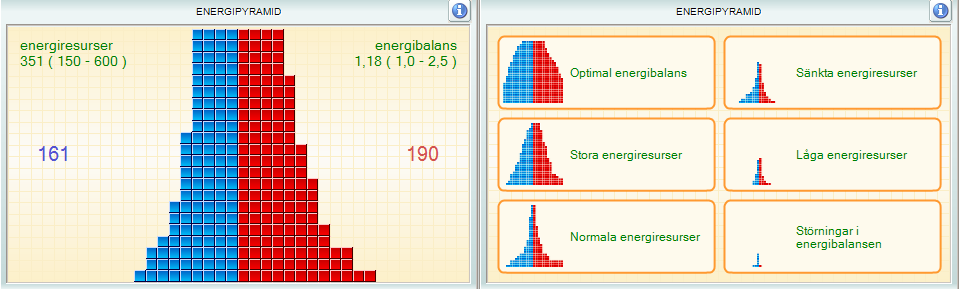 ENERGIPYRAMID
energiresurser
351 ( 150 - 600 )
energibalans
1,18 ( 1,0 - 2,5 )
161
190
ENERGIPYRAMID
Optimal energibalans
Sänkta energiresurser
Stora energiresurser
Låga energiresurser
Normala energiresurser
Störningar i
energibalansen